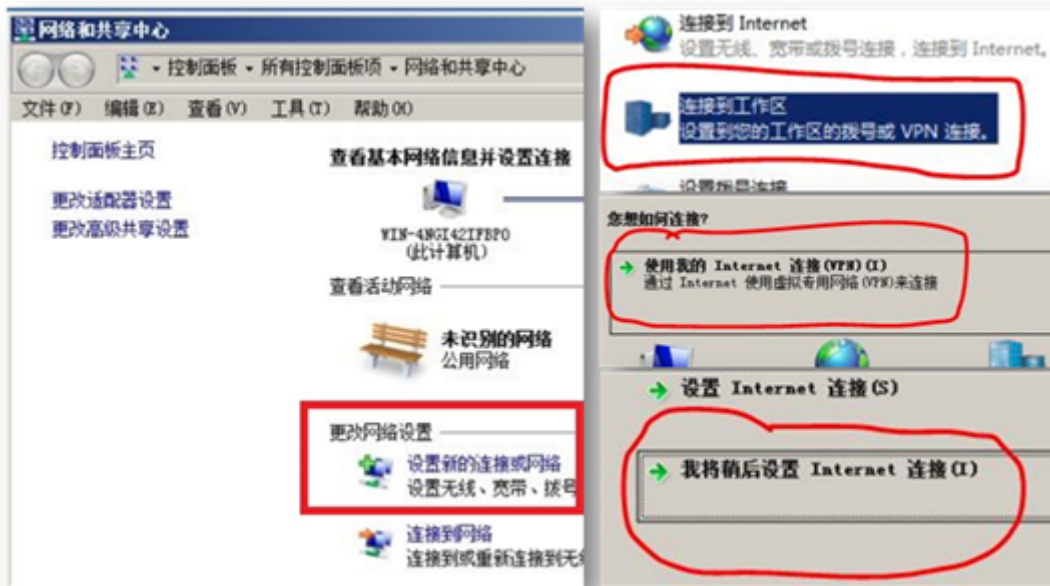 网络和共享中心
控制面板 所有控制面板项 网络和共享中心
文件(F) 编辑(E) 查看(V) 工具(T) 帮助(H)
控制面板主页
更改适配器设置
更改高级共享设置
查看基本网络信息并设置连接
WIN-4NGI42IFBPO
(此计算机)
查看活动网络
未识别的网络
公用网络
更改网络设置
设置新的连接或网络
设置无线、宽带、拨号
连接到网络
连接到或重新连接到无
连接到 Internet
设置无线、宽带或拨号连接，连接到 Internet。
连接到工作区
设置到您的工作区的拨号或 VPN 连接。
设置拨号连接
您想如何连接?
使用我的 Internet 连接(VPN)(I)
通过 Internet 使用虚拟专用网络(VPN)来连接
设置 Internet 连接(S)
我将稍后设置 Internet 连接(I)